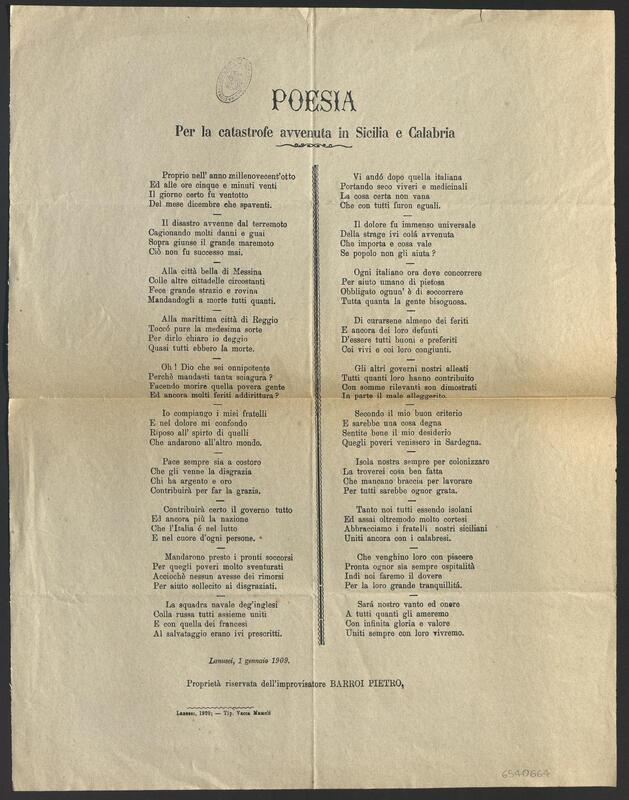 POESIA
Per la catastrofe avvenuta in Sicilia e Calabria
Proprio nell' anno millenovecent'otto
Ed alle ore cinque e minuti venti
Il giorno certo fu ventotto
Del mese dicembre che spaventi.
Il disastro avvenne dal terremoto
Cagionando molti danni e guai
Sopra giunse il grande maremoto
Ciò non fu successo mai.
Alla città bella di Messina
Colle altre cittadelle circostanti
Fece grande strazio e rovina
Mandandogli a morte tutti quanti.
Alla marittima città di Reggio
Toccó pure la medesima sorte
Per dirlo chiaro io deggio
Quasi tutti ebbero la morte.
Oh! Dio che sei onnipotente
Perchè mandasti tanta sciagura?
Facendo morire quella povera gente
Ed ancora molti feriti addirittura?
Io compiango i miei fratelli
E nel dolore mi confondo
Riposo all' spirto di quelli
Che andarono all'altro mondo.
Pace sempre sia a costoro
Che gli venne la disgrazia
Chi ha argento e oro
Contribuirà per far la grazia.
Contribuirà certo il governo tutto
Ed ancora più la nazione
Che l'Italia é nel lutto
E nel cuore d'ogni persone.
Mandarono presto i pronti soccorsi
Per quegli poveri molto sventurati
Acciochè nessun avesse dei rimorsi
Per aiuto sollecito ai disgraziati.
La squadra navale deg'inglesi
Colla russa tutti assieme uniti
E con quella dei francesi
Al salvataggio erano ivi prescritti.
Vi andó dopo quella italiana
Portando seco viveri e medicinali
La cosa certa non vana
Che con tutti furon eguali.
Il dolore fu immenso universale
Della strage ivi colá avvenuta
Che importa e cosa vale
Se popolo non gli aiuta?
Ogni italiano ora deve concorrere
Per aiuto umano di pietosa
Obbligato ognun' è di soccorrere
Tutta quanta la gente bisognosa.
Di curarsene almeno dei feriti
E ancora dei loro defunti
D'essere tutti buoni e preferiti
Coi vivi e coi loro congiunti.
Gli altri governi nostri alleati
Tutti quanti loro hanno contribuito
Con somme rilevanti son dimostrati
In parte il male alleggerito.
Secondo il mio buon criterio
E sarebbe una cosa degna
Sentite bene il mio desiderio
Quegli poveri venissero in Sardegna.
Isola nostra sempre per colonizzare
La troverei cosa ben fatta
Che mancano braccia per lavorare
Per tutti sarebbe ognor grata.
Tanto noi tutti essendo isolani
Ed assai oltremodo molto cortesi
Abbracciamo i fratelli nostri siciliani
Uniti ancora con i calabresi.
Che venghino loro con piacere
Pronta ognor sia sempre ospitalità
Indi noi faremo il dovere
Per la loro grande tranquillitá.
Sará nostro vanto ed onore
A tutti quanti gli ameremo
Con infinita gloria e valore
Uniti sempre con loro vivremo.
Lanusei, 1 gennaio 1909.
Proprietà riservata dell'improvisatore BARROI PIETRO,
Lanusei, 1909; — Tip. Vacca Mameli